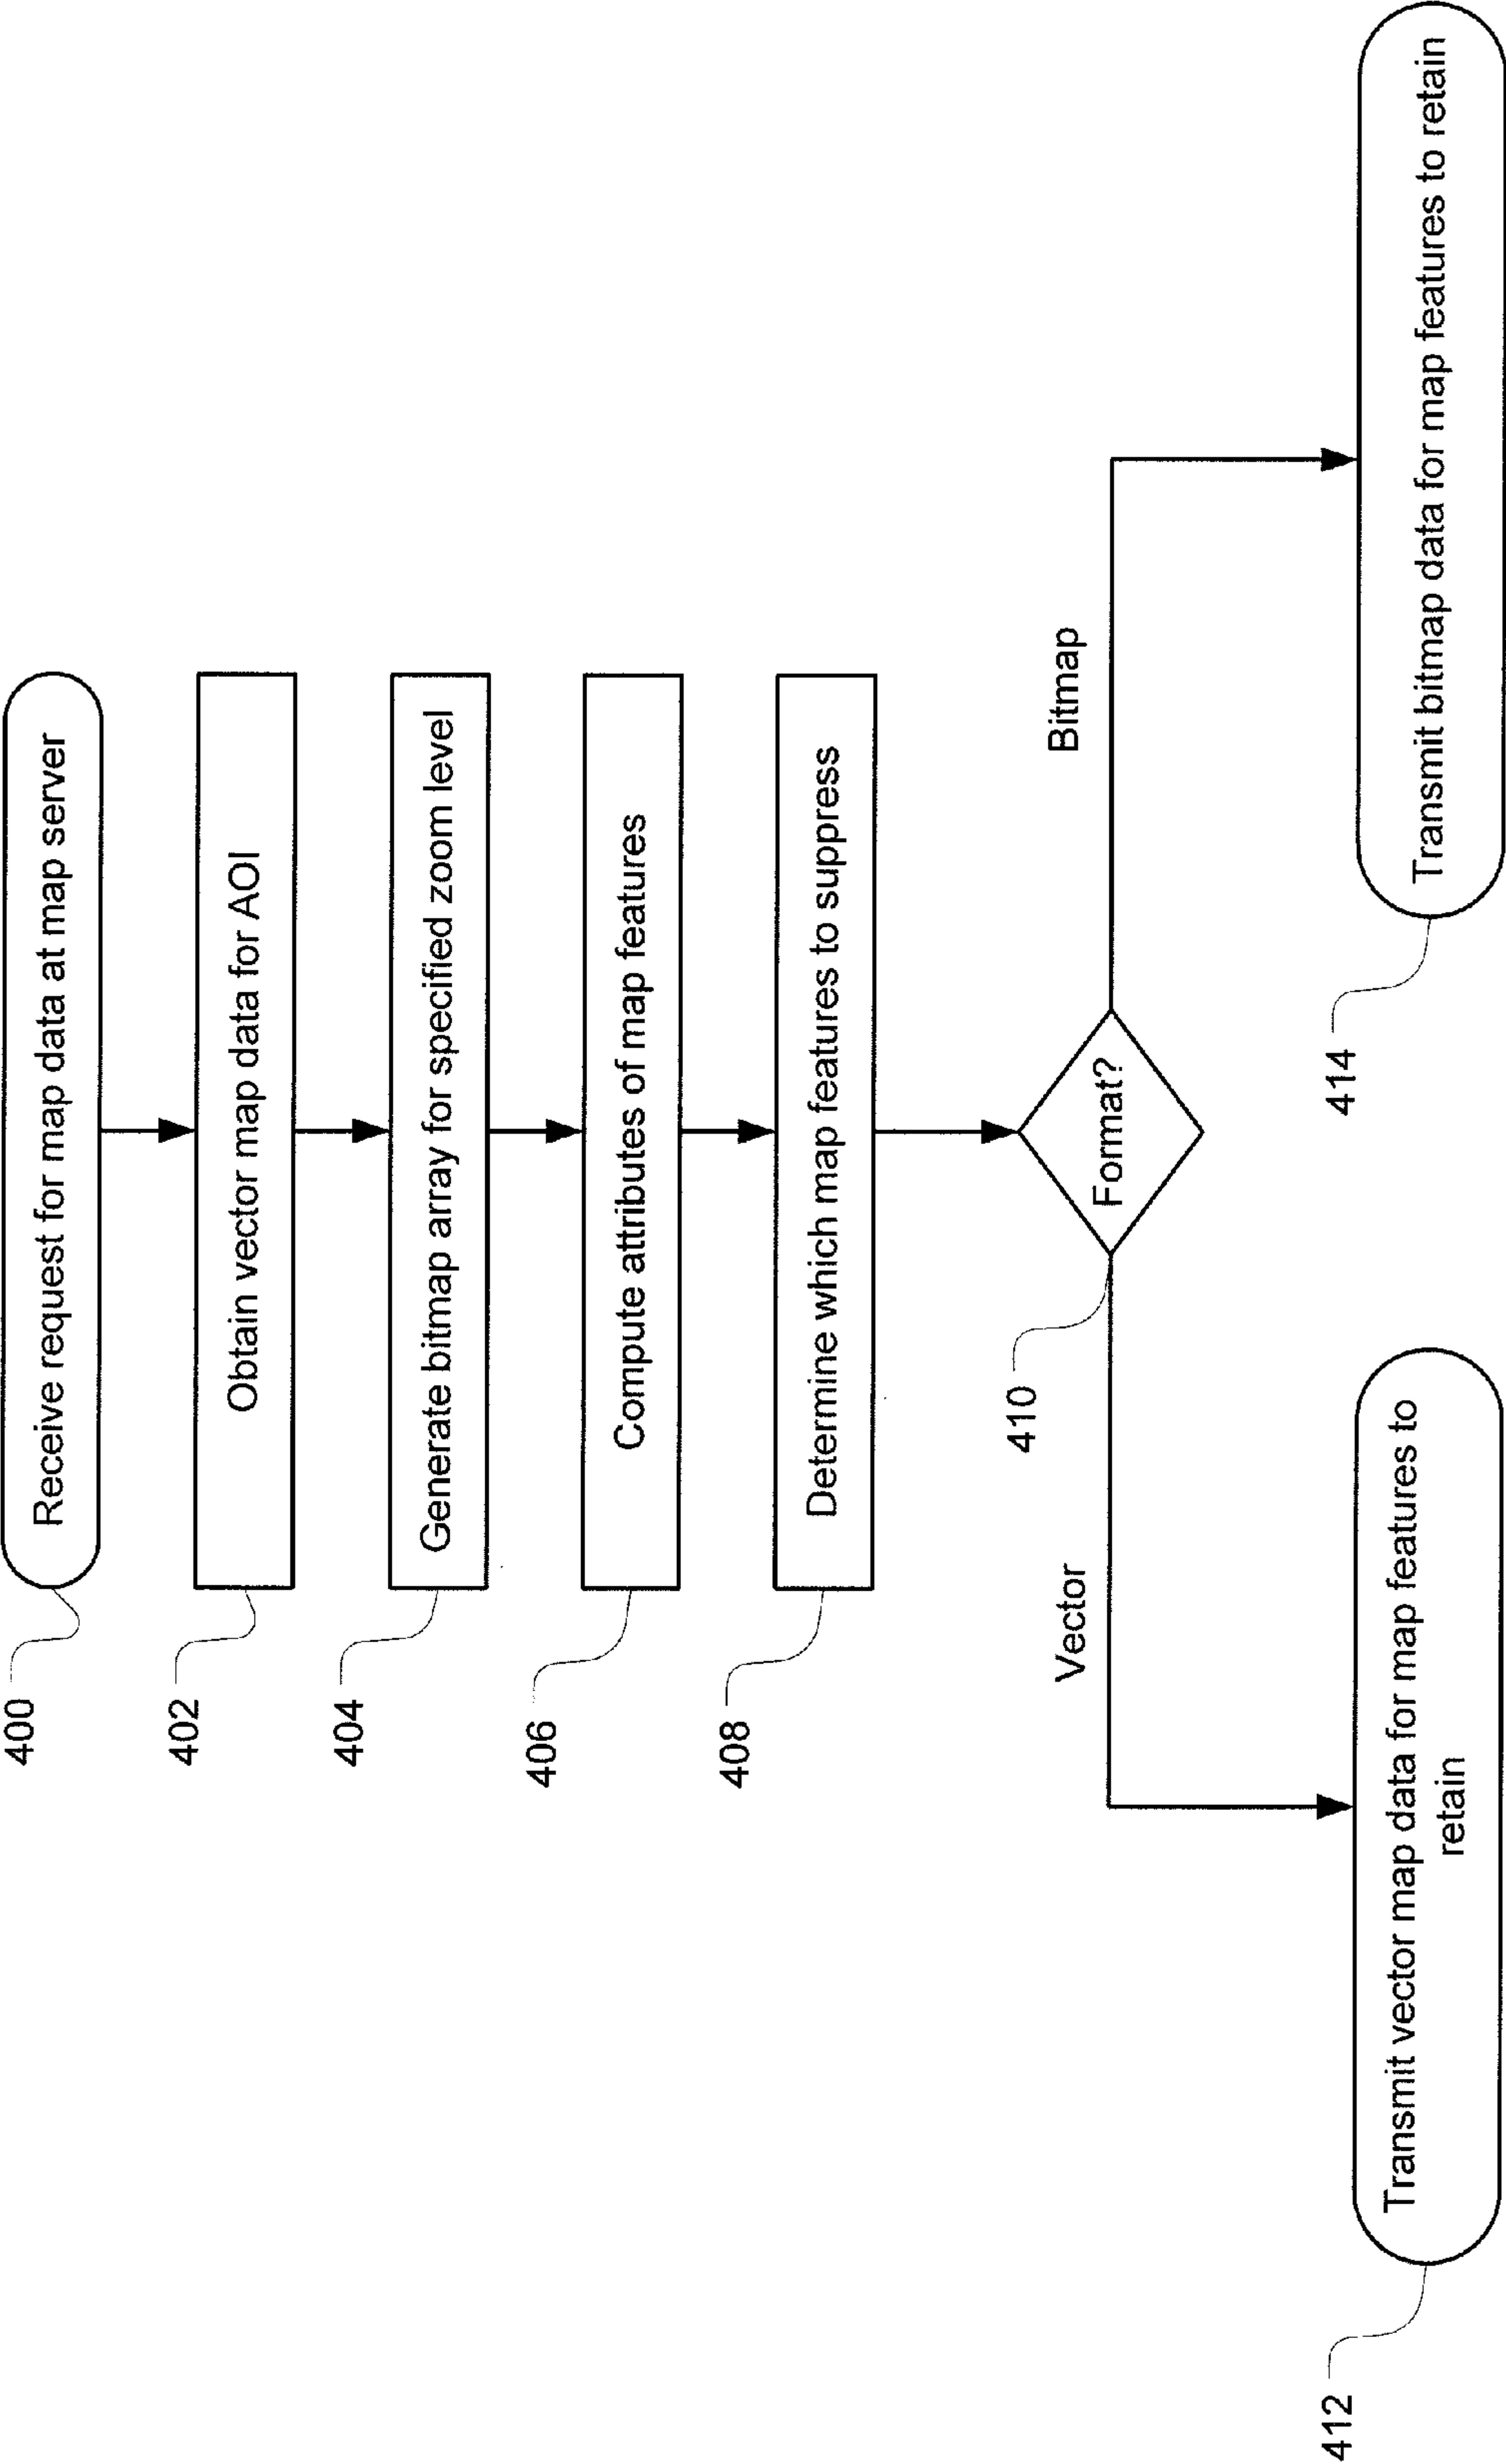 400
Receive request for map data at map server
402
Obtain vector map data for AOI
404
Generate bitmap array for specified zoom level
406
Compute attributes of map features
408
Determine which map features to suppress
410
Format?
Vector
Bitmap
412
Transmit vector map data for map features to
retain
414
Transmit bitmap data for map features to retain